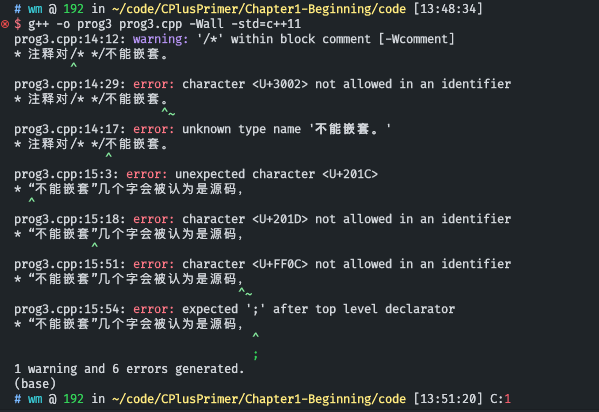 # wm @ 192 in ~/code/CPlusPrimer/Chapter1-Beginning/code [13:48:34]
$ g++ -o prog3 prog3.cpp -Wall -std=c++11
prog3.cpp:14:12: warning: '/*' within block comment [-Wcomment]
* 注释对/* */不能嵌套。
^
prog3.cpp:14:29: error: character <U+3002> not allowed in an identifier
* 注释对/* */不能嵌套。
^~
prog3.cpp:14:17: error: unknown type name '不能嵌套。'
* 注释对/* */不能嵌套。
^
prog3.cpp:15:3: error: unexpected character <U+201C>
* “不能嵌套”几个字会被认为是源码，
^
prog3.cpp:15:18: error: character <U+201D> not allowed in an identifier
* “不能嵌套”几个字会被认为是源码，
^
prog3.cpp:15:51: error: character <U+FF0C> not allowed in an identifier
* “不能嵌套”几个字会被认为是源码，
^~
prog3.cpp:15:54: error: expected ';' after top level declarator
* “不能嵌套”几个字会被认为是源码，
^
;
1 warning and 6 errors generated.
(base)
# wm @ 192 in ~/code/CPlusPrimer/Chapter1-Beginning/code [13:51:20] C:1